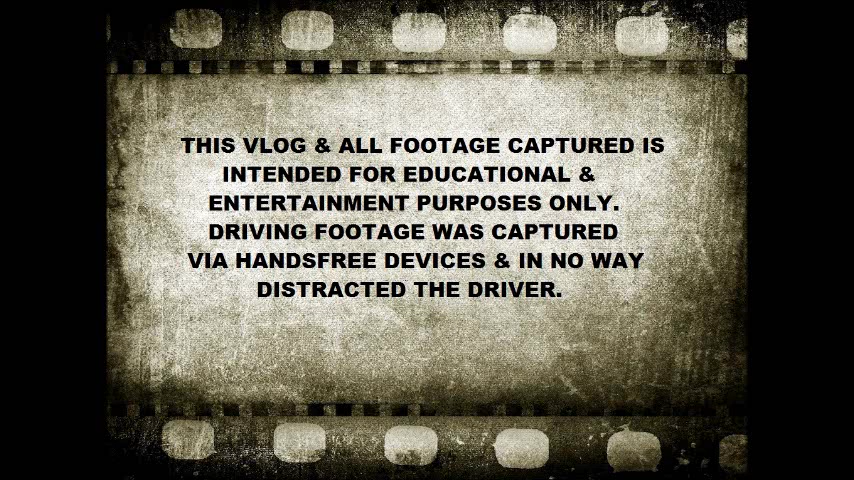 THIS VLOG & ALL FOOTAGE CAPTURED IS
INTENDED FOR EDUCATIONAL &
ENTERTAINMENT PURPOSES ONLY.
DRIVING FOOTAGE WAS CAPTURED
VIA HANDSFREE DEVICES & IN NO WAY
DISTRACTED THE DRIVER.